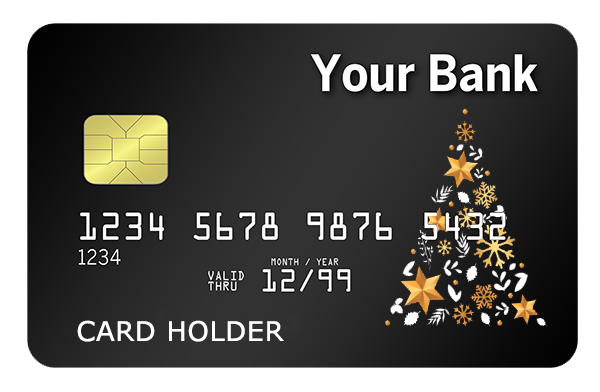 Your Bank
1234 5678 9876 5432
1234
MONTH / YEAR
VALID THRU 12/99
CARD HOLDER